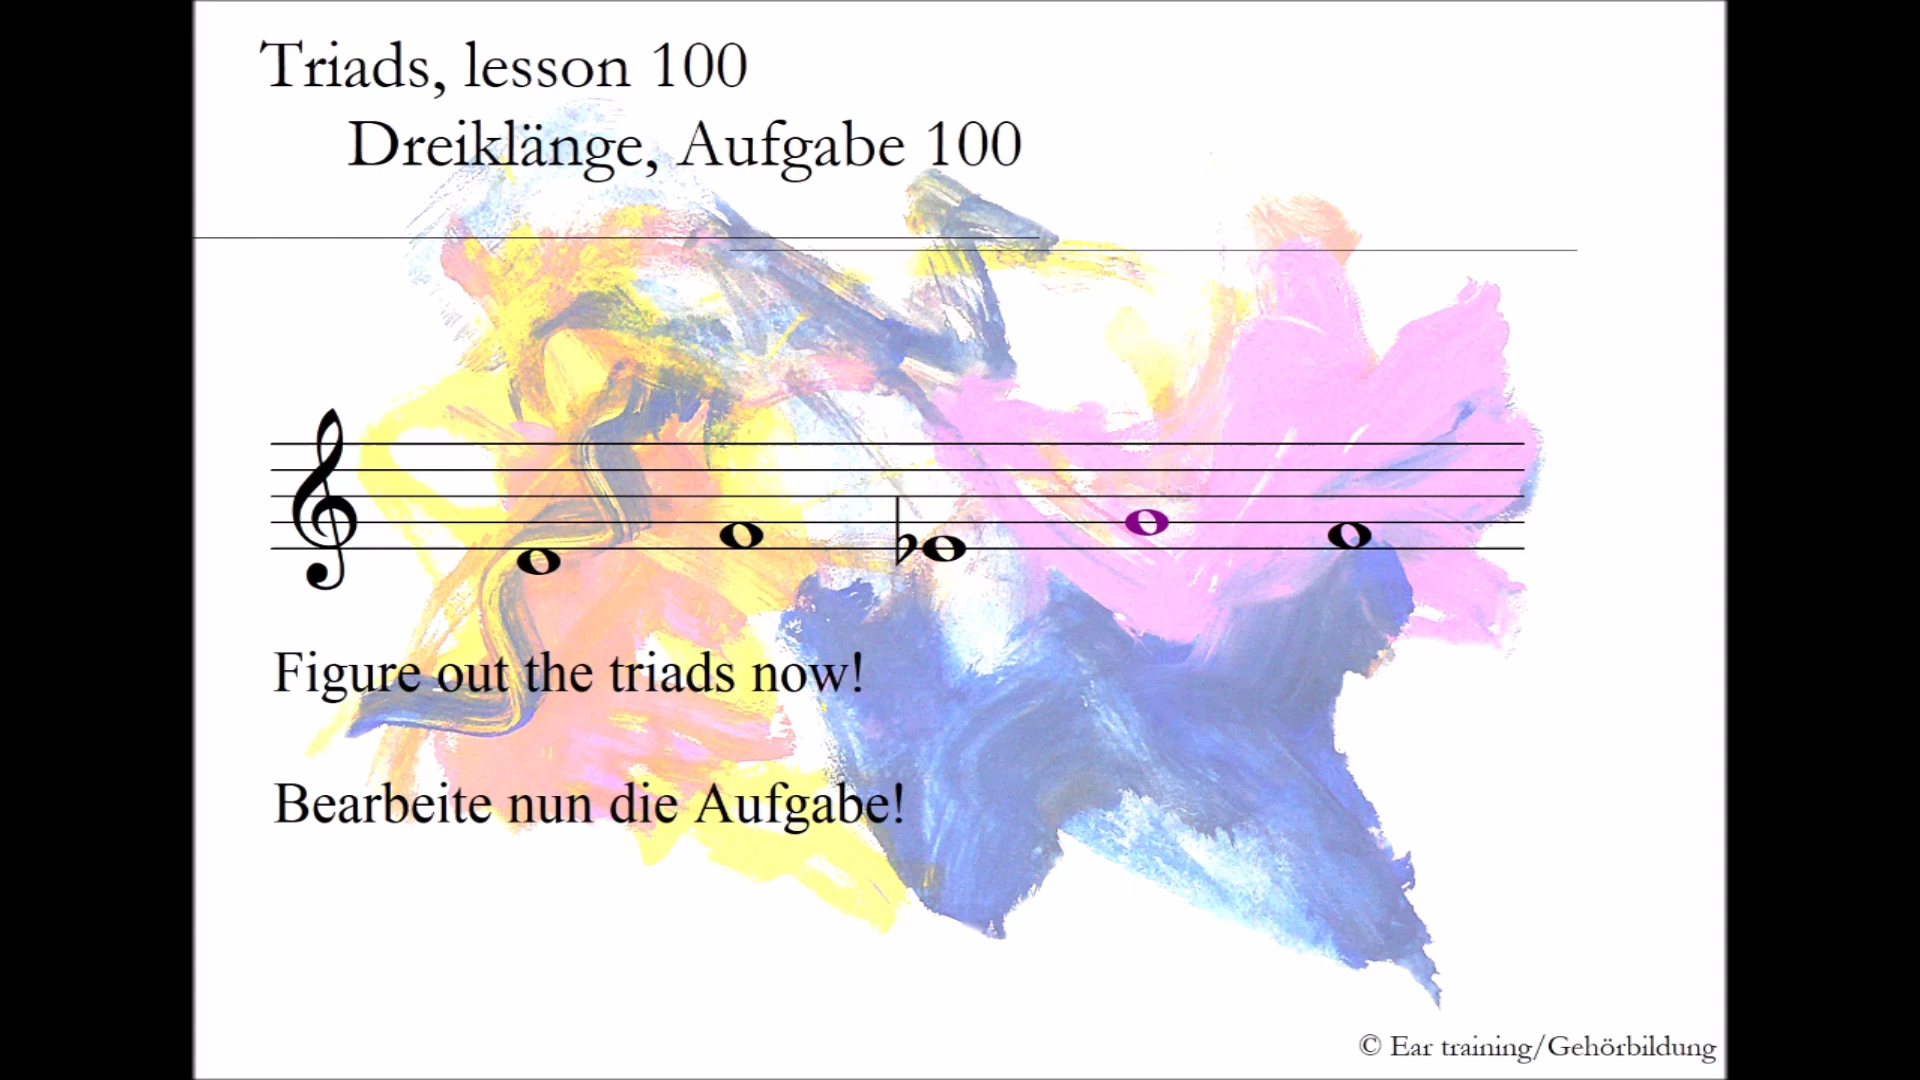 Triads, lesson 100
Dreiklänge, Aufgabe 100
Figure out the triads now!
Bearbeite nun die Aufgabe!
© Ear training/Gehörbildung